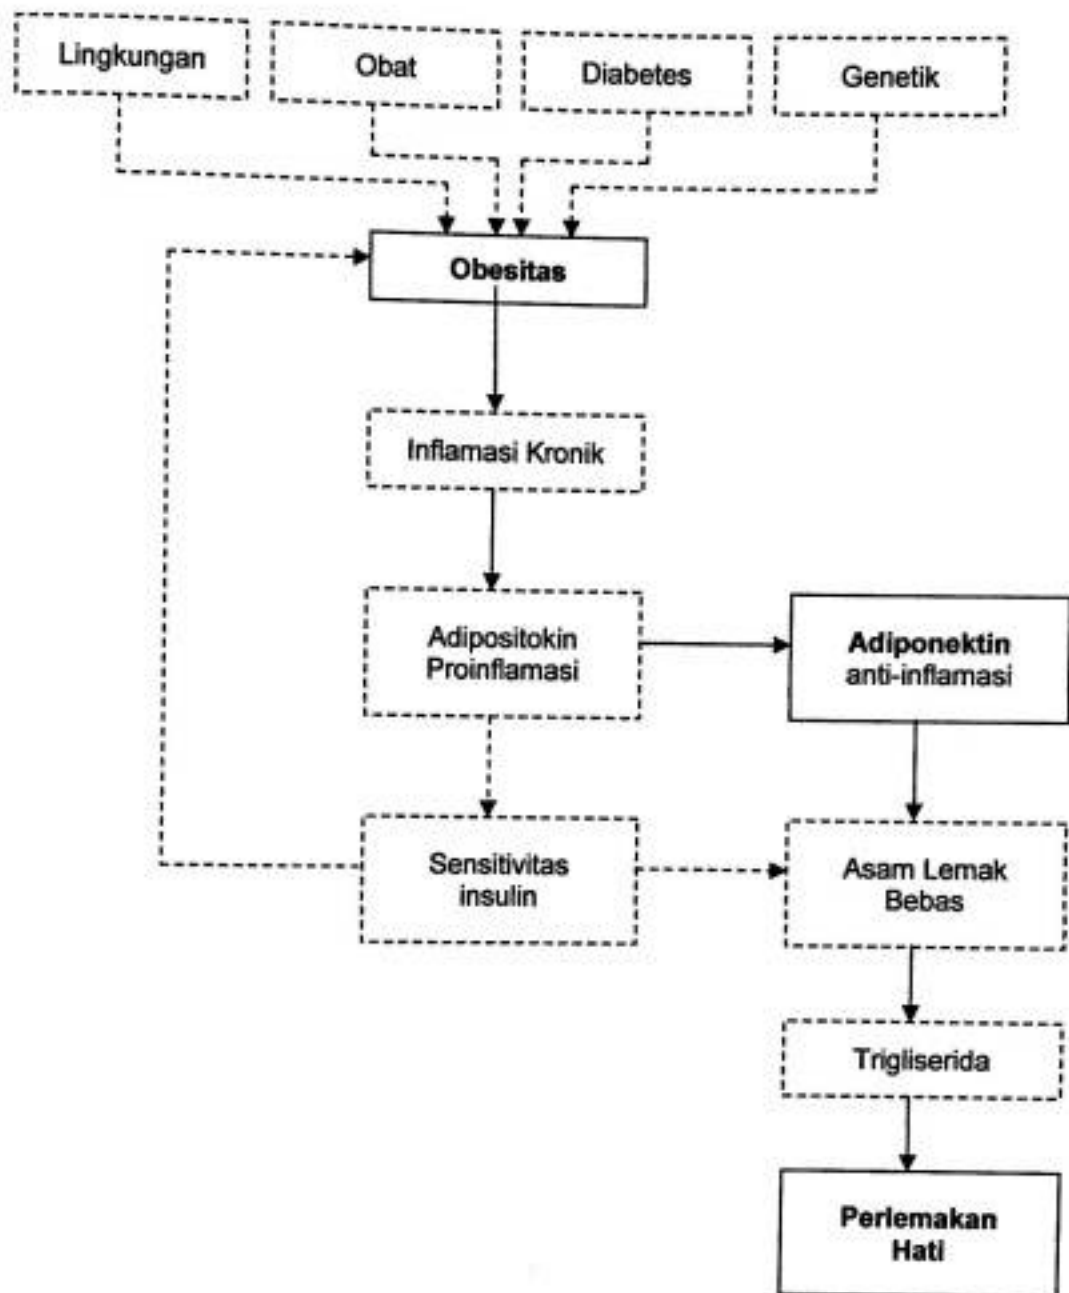 Lingkungan
Obat
Diabetes
Genetik
Obesitas
Inflamasi Kronik
Adipositokin
Proinflamasi
Adiponektin
anti-inflamasi
Sensitivitas
insulin
Asam Lemak
Bebas
Trigliserida
Perlemakan
Hati